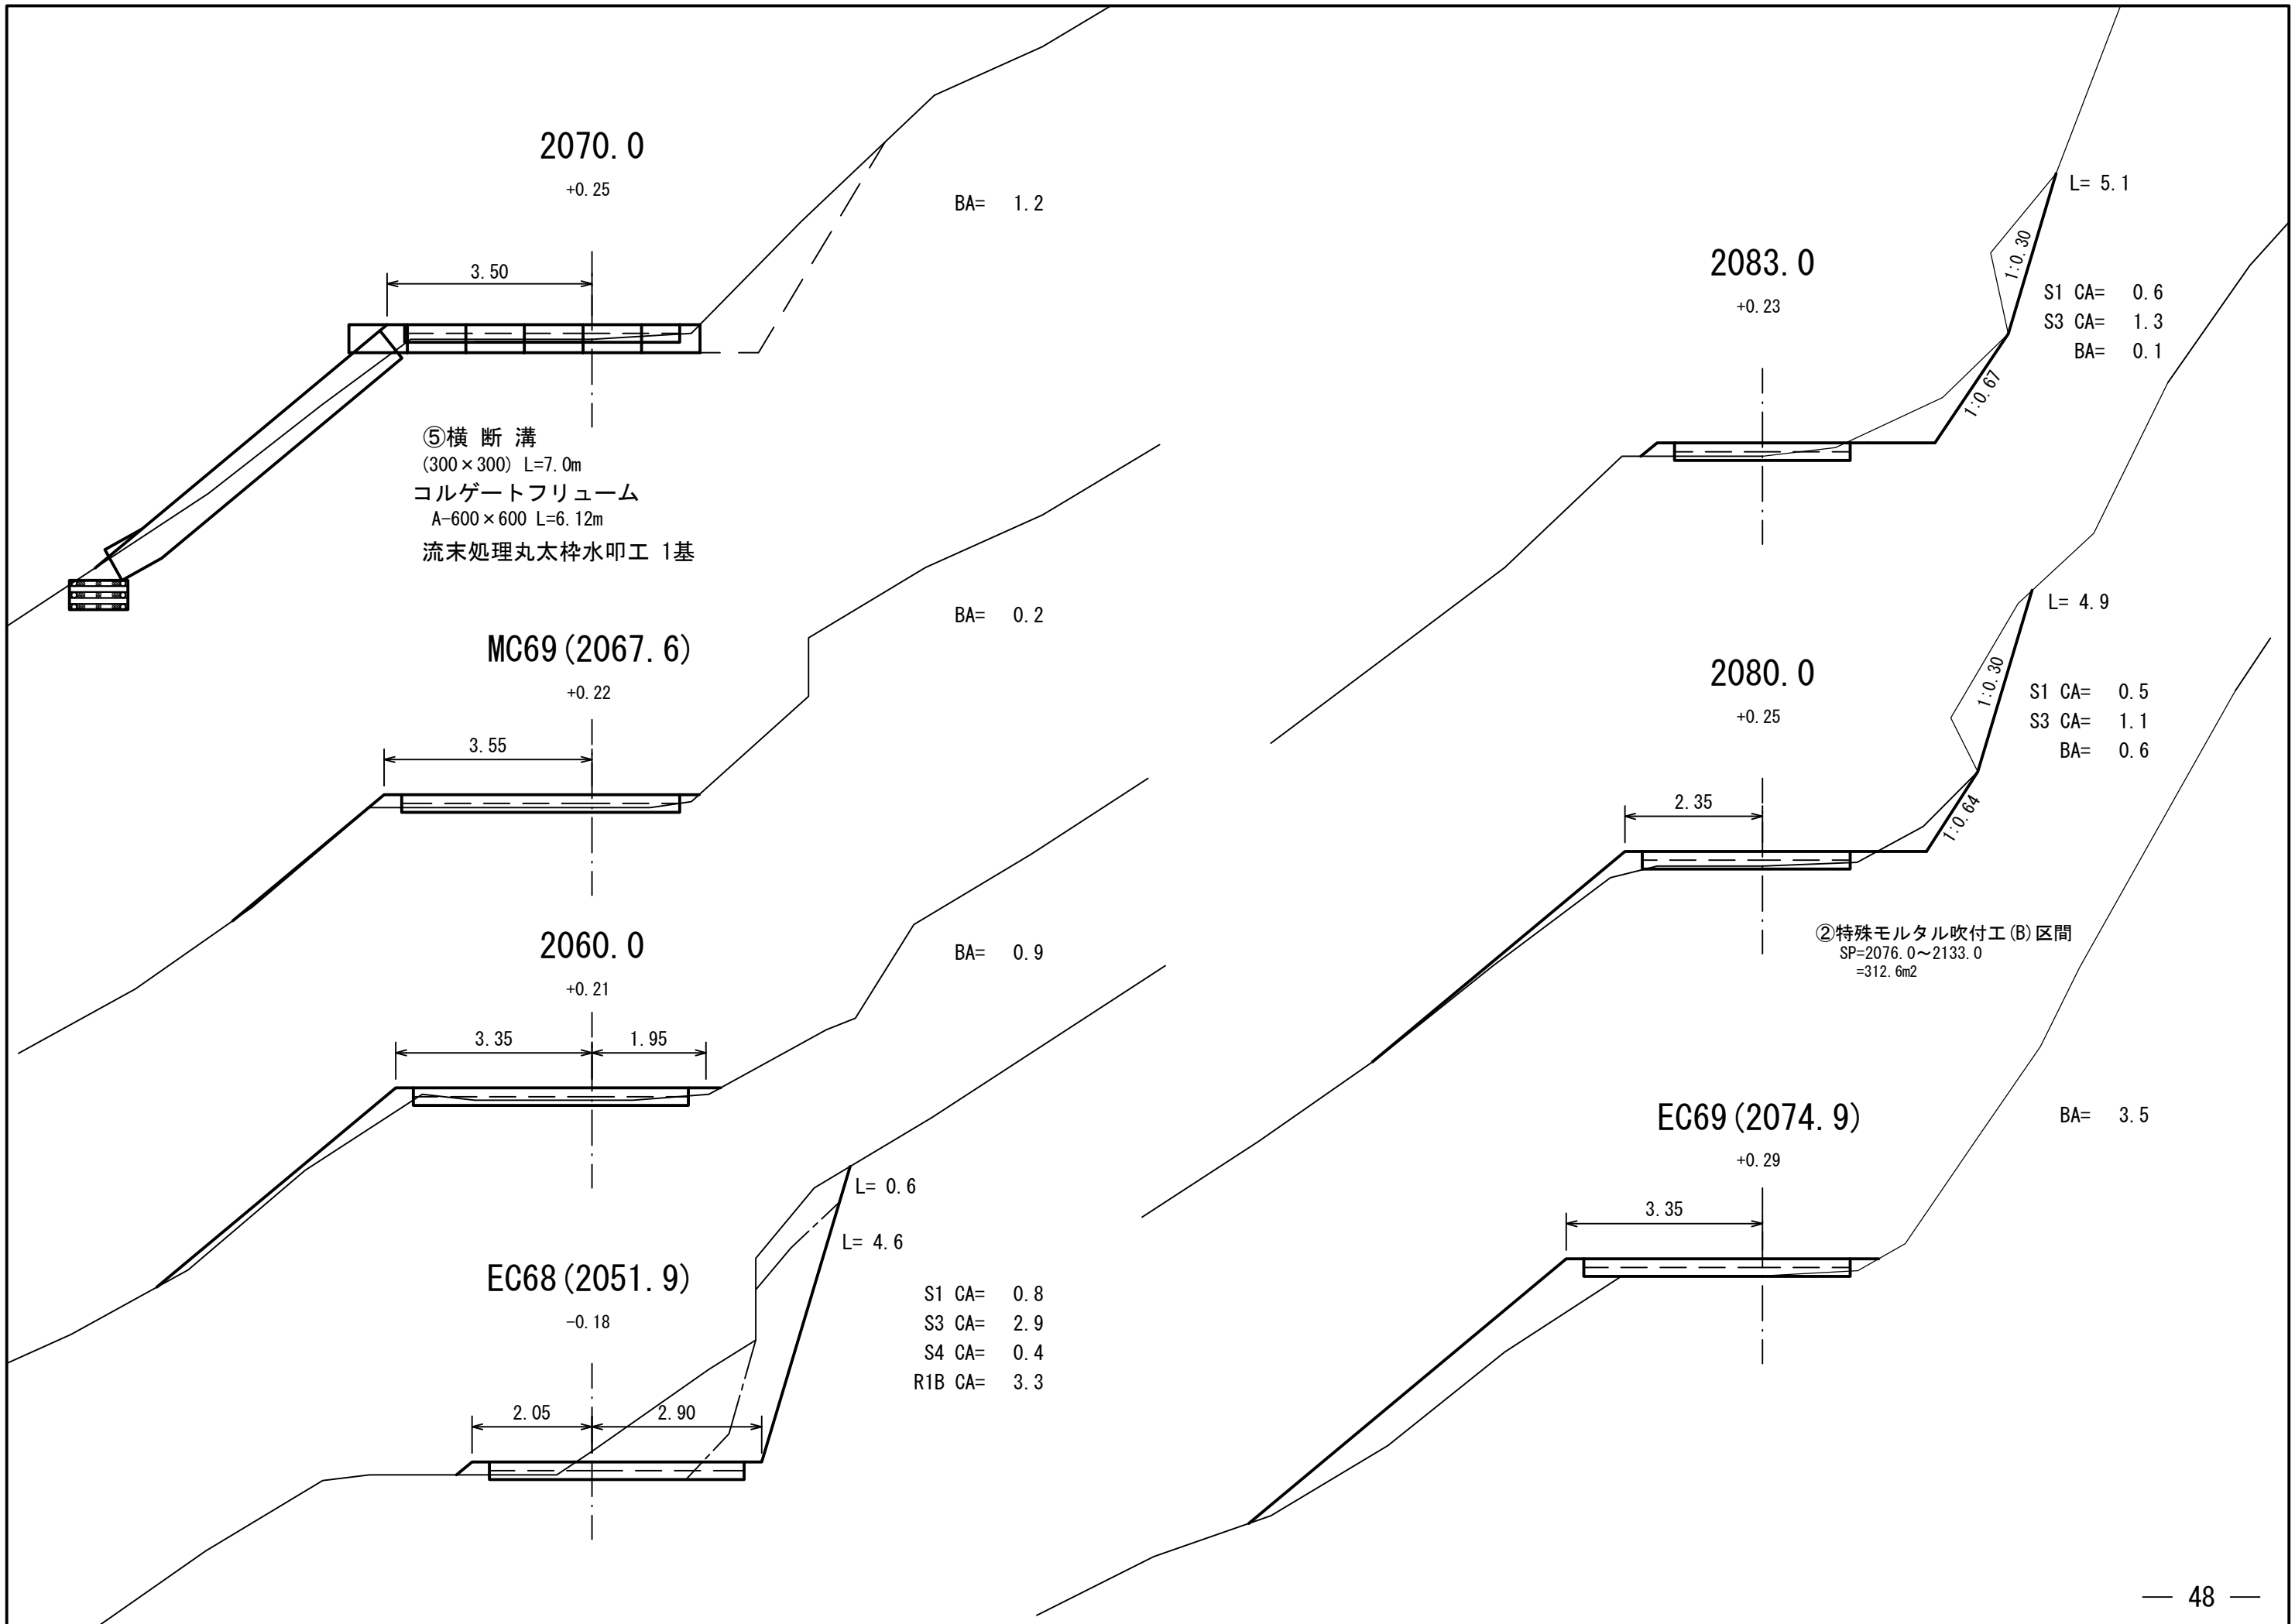 2070.0
+0.25
BA= 1.2
3.50
⑤横 断 溝
(300×300) L=7.0m
コルゲートフリューム
A-600×600 L=6.12m
流末処理丸太枠水叩工 1基
MC69(2067.6)
+0.22
BA= 0.2
3.55
2060.0
+0.21
BA= 0.9
3.35
1.95
EC68(2051.9)
-0.18
L= 0.6
L= 4.6
S1 CA= 0.8
S3 CA= 2.9
S4 CA= 0.4
R1B CA= 3.3
2.05
2.90
2083.0
+0.23
L= 5.1
1:0.30
1:0.67
S1 CA= 0.6
S3 CA= 1.3
BA= 0.1
2080.0
+0.25
L= 4.9
1:0.30
1:0.64
S1 CA= 0.5
S3 CA= 1.1
BA= 0.6
2.35
②特殊モルタル吹付工(B)区間
SP=2076.0～2133.0
=312.6m2
EC69(2074.9)
+0.29
BA= 3.5
3.35
— 48 —